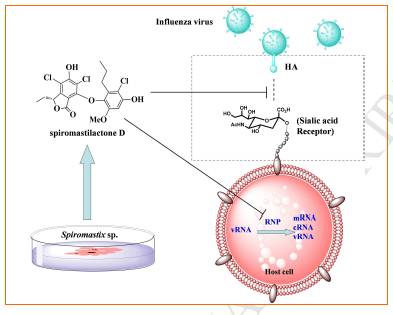 Influenza virus
HA
OH
Cl
Cl
Cl
OH
O
O
O
MeO
spiromastilactone D
HO
OH
OH
CO₂H
O
O
AcHN
HO
(Sialic acid
Receptor)
Spiromastix sp.
vRNA
RNP
mRNA
cRNA
vRNA
Host cell